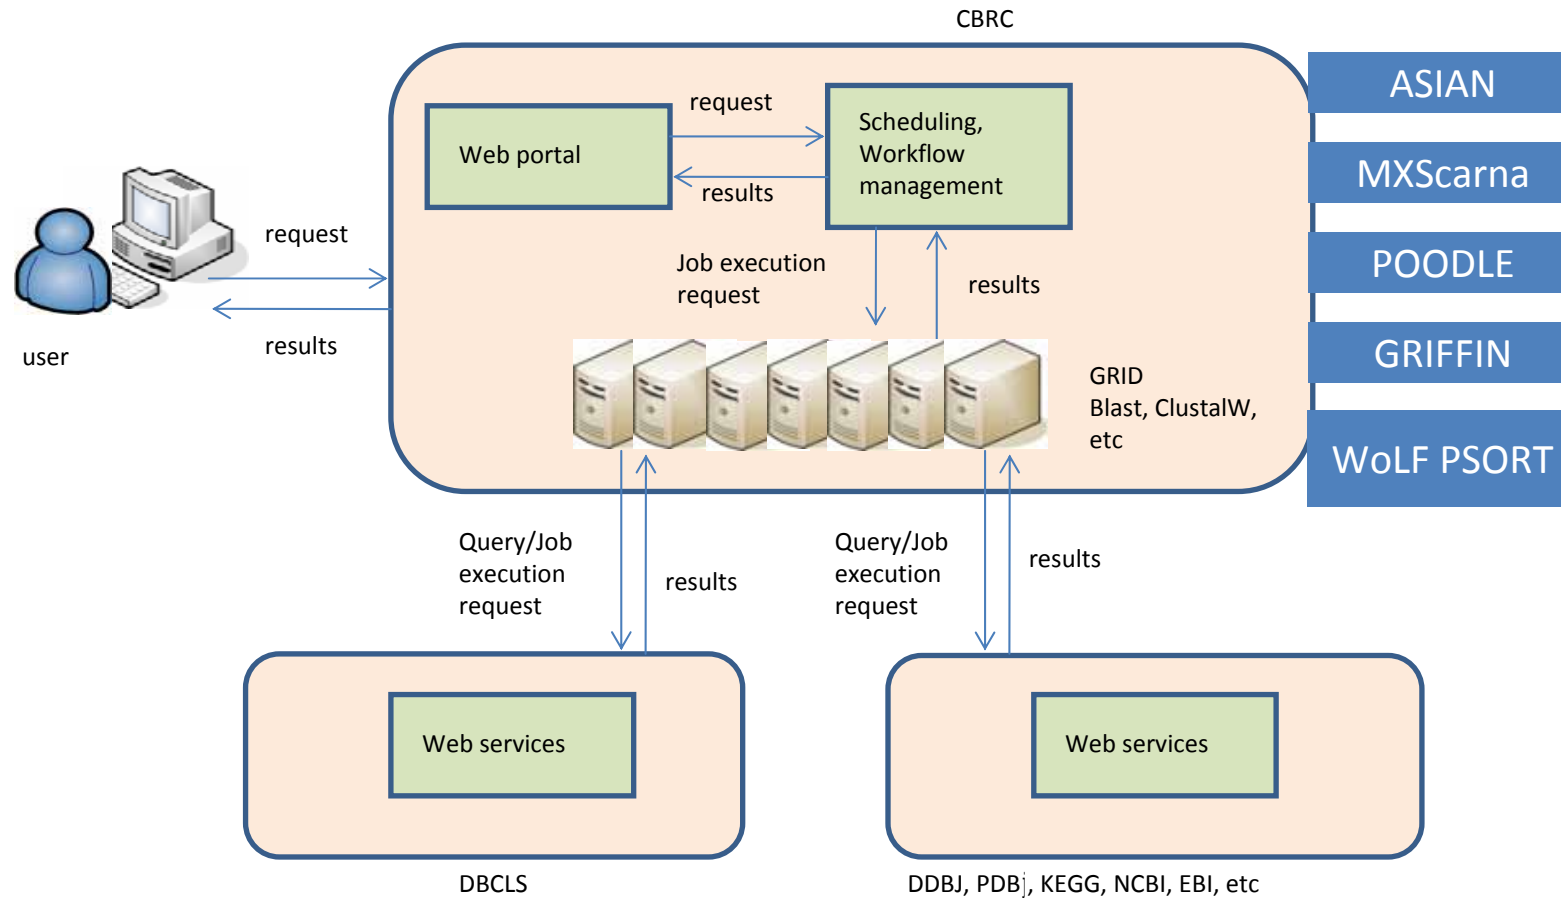 CBRC
ASIAN
MXScarna
POODLE
GRIFFIN
WoLF PSORT
Web portal
request
results
Scheduling,
Workflow
management
request
results
user
Job execution
request
results
GRID
Blast, ClustalW,
etc
Query/Job
execution
request
results
Query/Job
execution
request
results
Web services
Web services
DBCLS
DDBJ, PDBj, KEGG, NCBI, EBI, etc